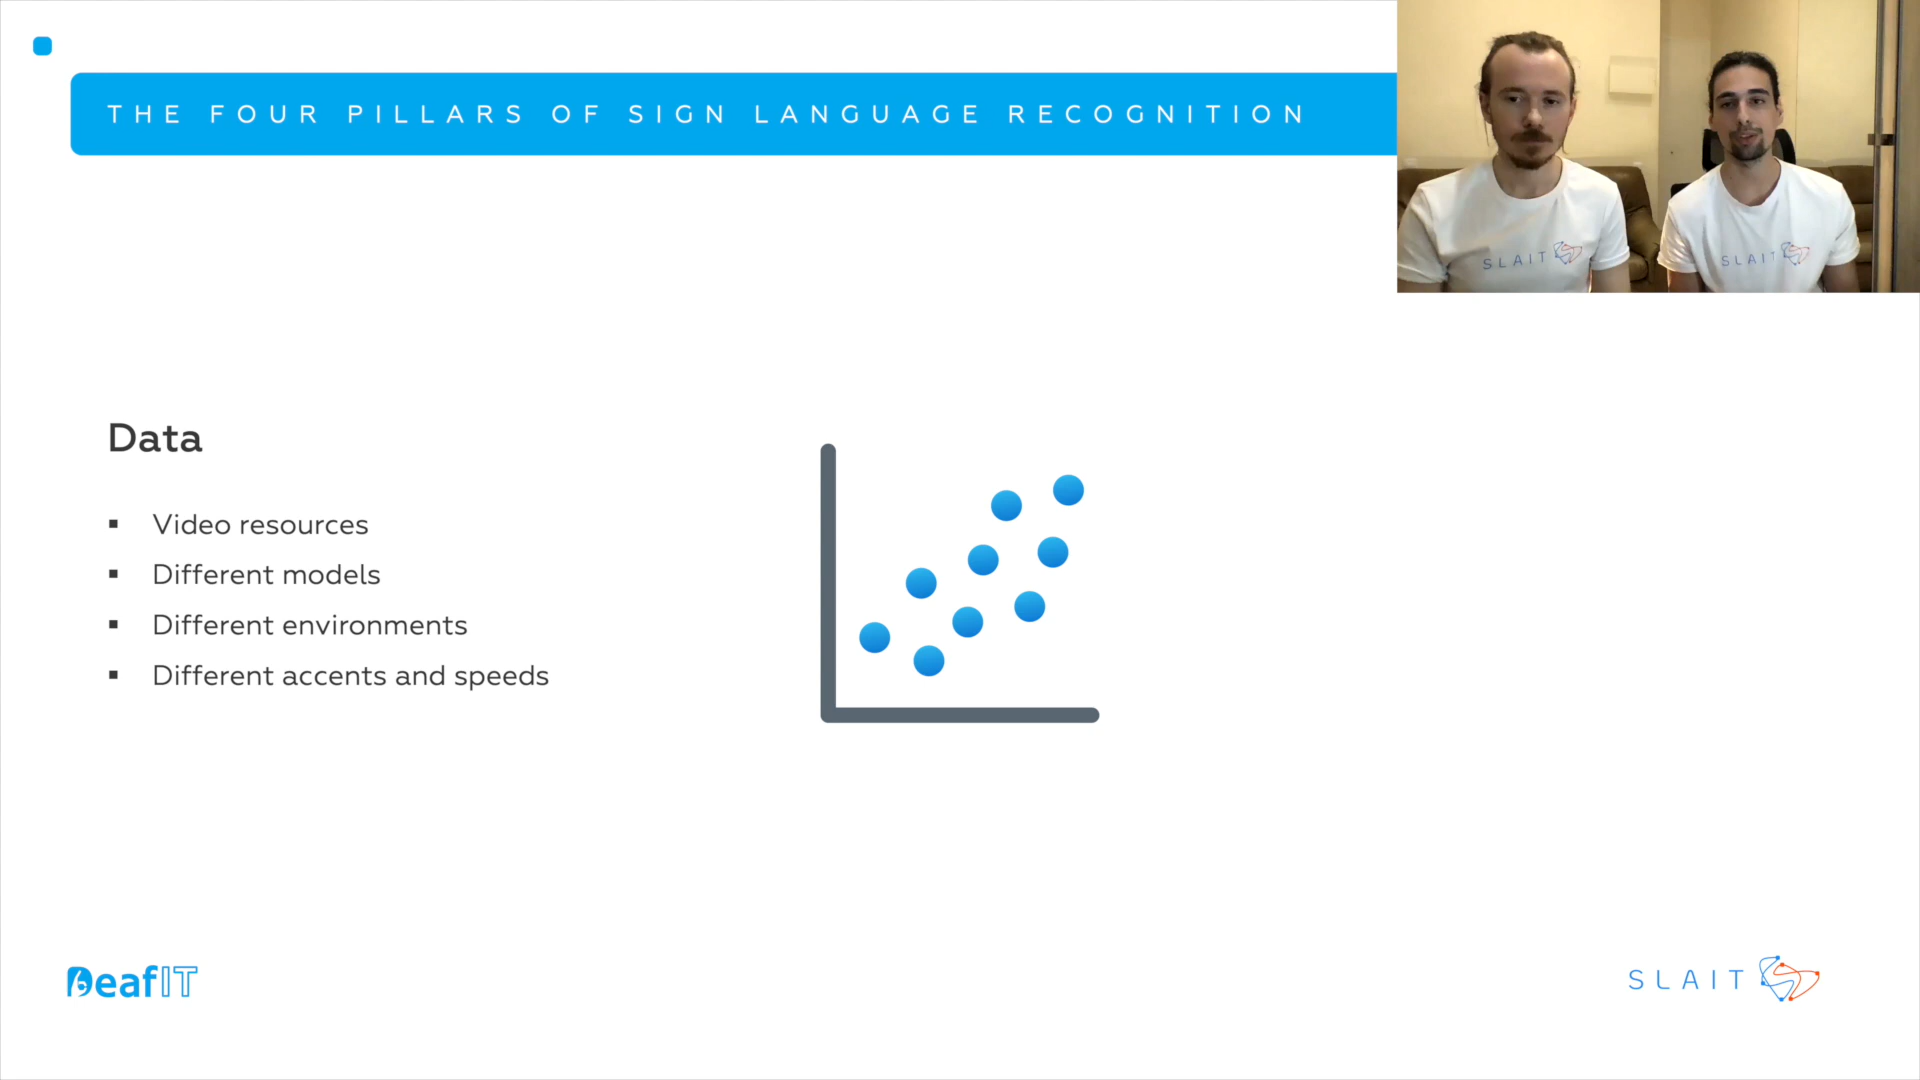 THE FOUR PILLARS OF SIGN LANGUAGE RECOGNITION
SLAIT
SLAIT
Data
▪ Video resources
▪ Different models
▪ Different environments
▪ Different accents and speeds
DeafIT
SLAIT